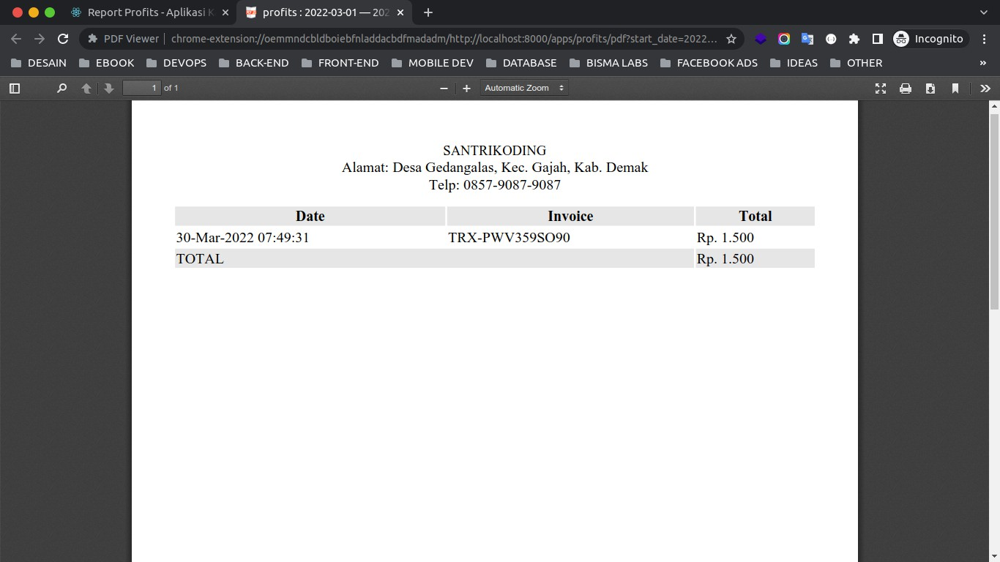 Report Profits - Aplikasi K
profits : 2022-03-01 — 202
PDF Viewer
chrome-extension://oemmndcbldboiebfnladdacbdfmadadm/http://localhost:8000/apps/profits/pdf?start_date=2022...
Incognito
DESAIN EBOOK DEVOPS BACK-END FRONT-END MOBILE DEV DATABASE BISMA LABS FACEBOOK ADS IDEAS OTHER »
1 of 1 Automatic Zoom
SANTRIKODING
Alamat: Desa Gedangalas, Kec. Gajah, Kab. Demak
Telp: 0857-9087-9087
Date Invoice Total
30-Mar-2022 07:49:31 TRX-PWV359SO90 Rp. 1.500
TOTAL Rp. 1.500